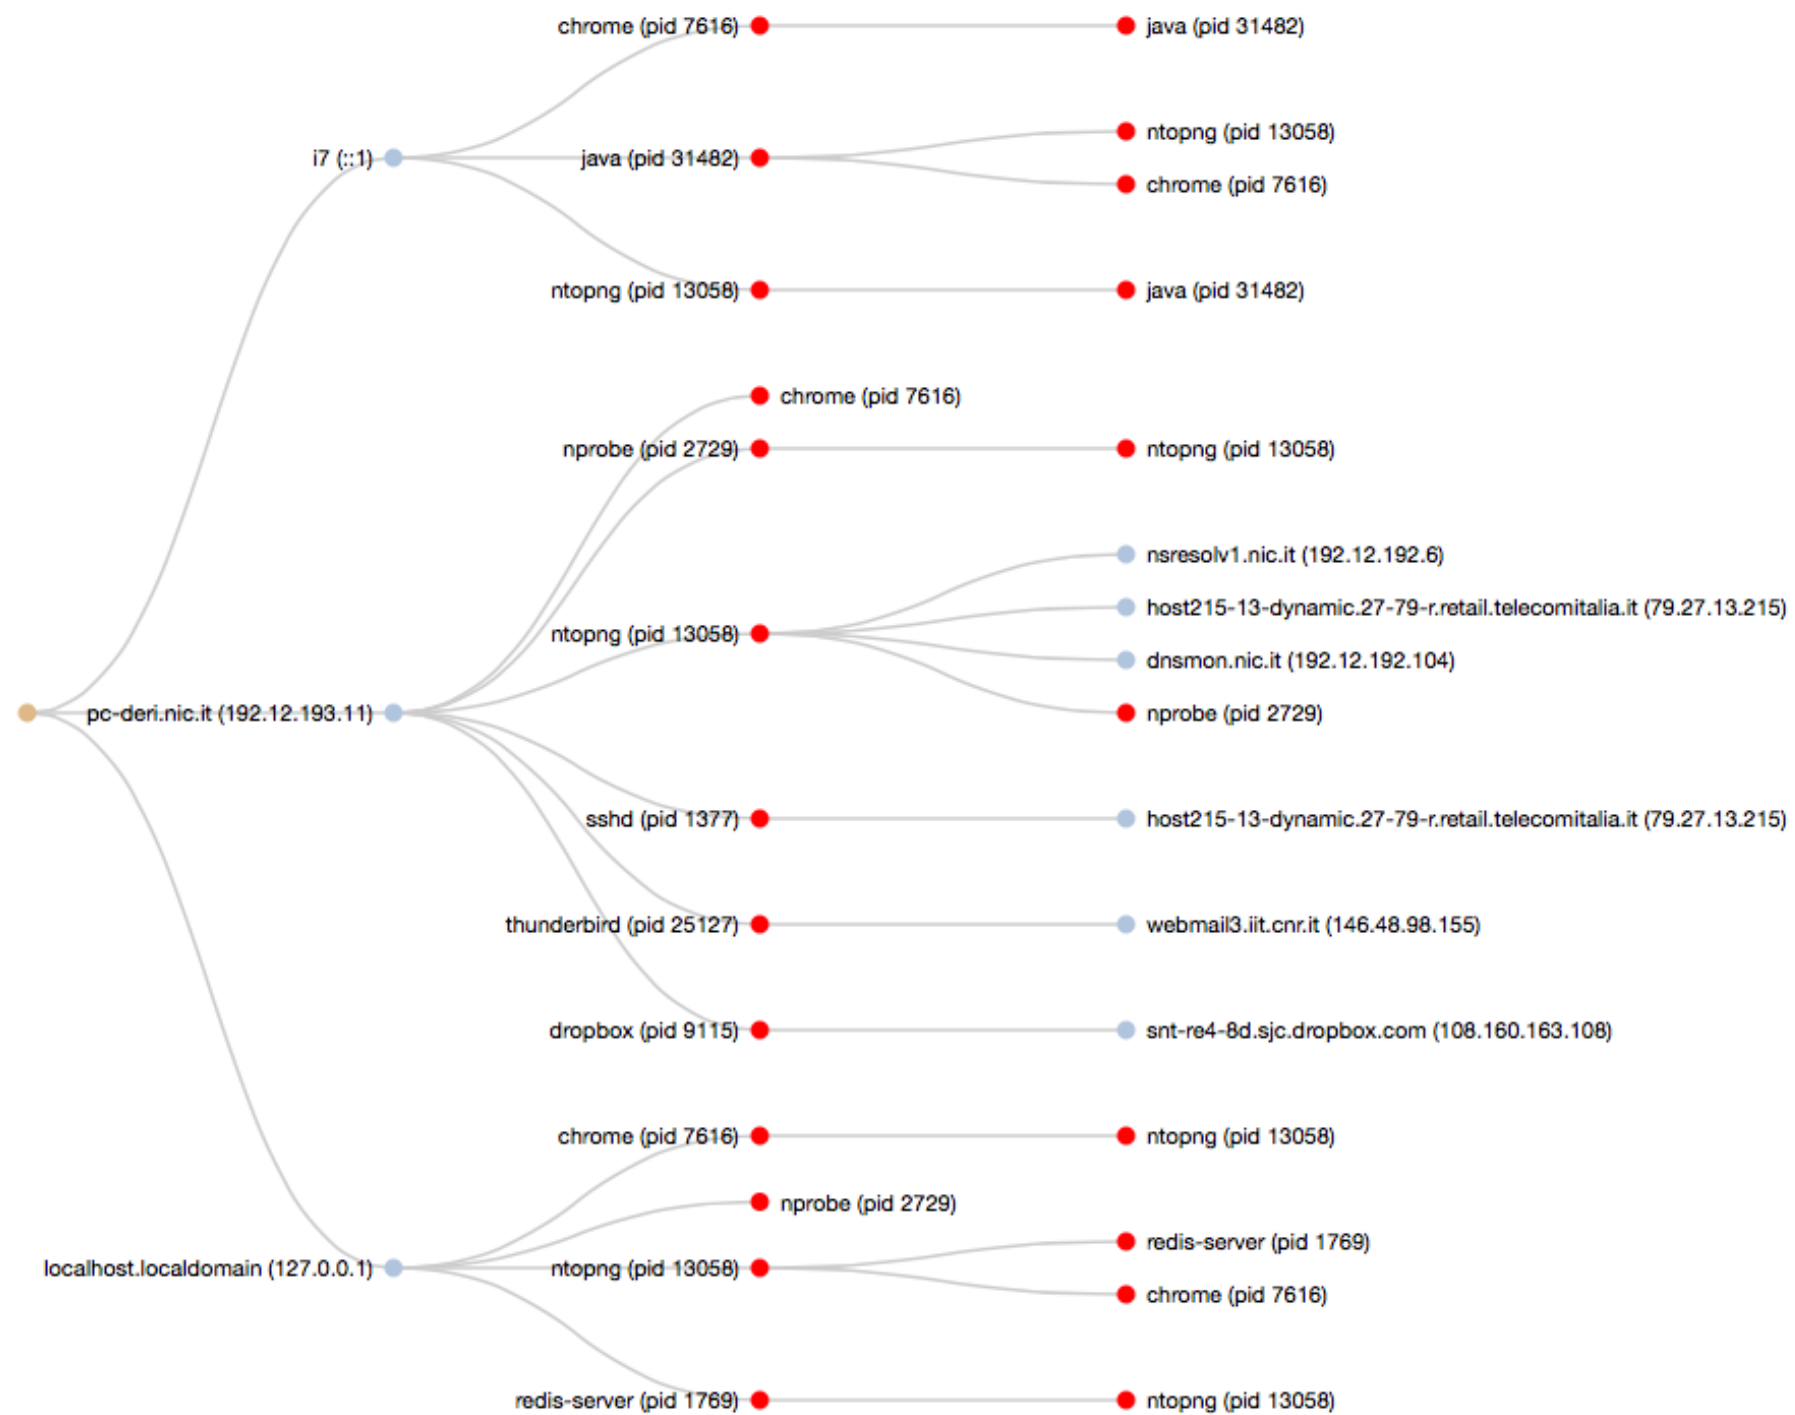 chrome (pid 7616)
java (pid 31482)
ntopng (pid 13058)
i7 (::1)
java (pid 31482)
chrome (pid 7616)
ntopng (pid 13058)
java (pid 31482)
chrome (pid 7616)
nprobe (pid 2729)
ntopng (pid 13058)
nsresolv1.nic.it (192.12.192.6)
host215-13-dynamic.27-79-r.retail.telecomitalia.it (79.27.13.215)
ntopng (pid 13058)
dnsmon.nic.it (192.12.192.104)
pc-deri.nic.it (192.12.193.11)
nprobe (pid 2729)
sshd (pid 1377)
host215-13-dynamic.27-79-r.retail.telecomitalia.it (79.27.13.215)
thunderbird (pid 25127)
webmail3.iit.cnr.it (146.48.98.155)
dropbox (pid 9115)
snt-re4-8d.sjc.dropbox.com (108.160.163.108)
chrome (pid 7616)
ntopng (pid 13058)
nprobe (pid 2729)
redis-server (pid 1769)
localhost.localdomain (127.0.0.1)
ntopng (pid 13058)
chrome (pid 7616)
redis-server (pid 1769)
ntopng (pid 13058)